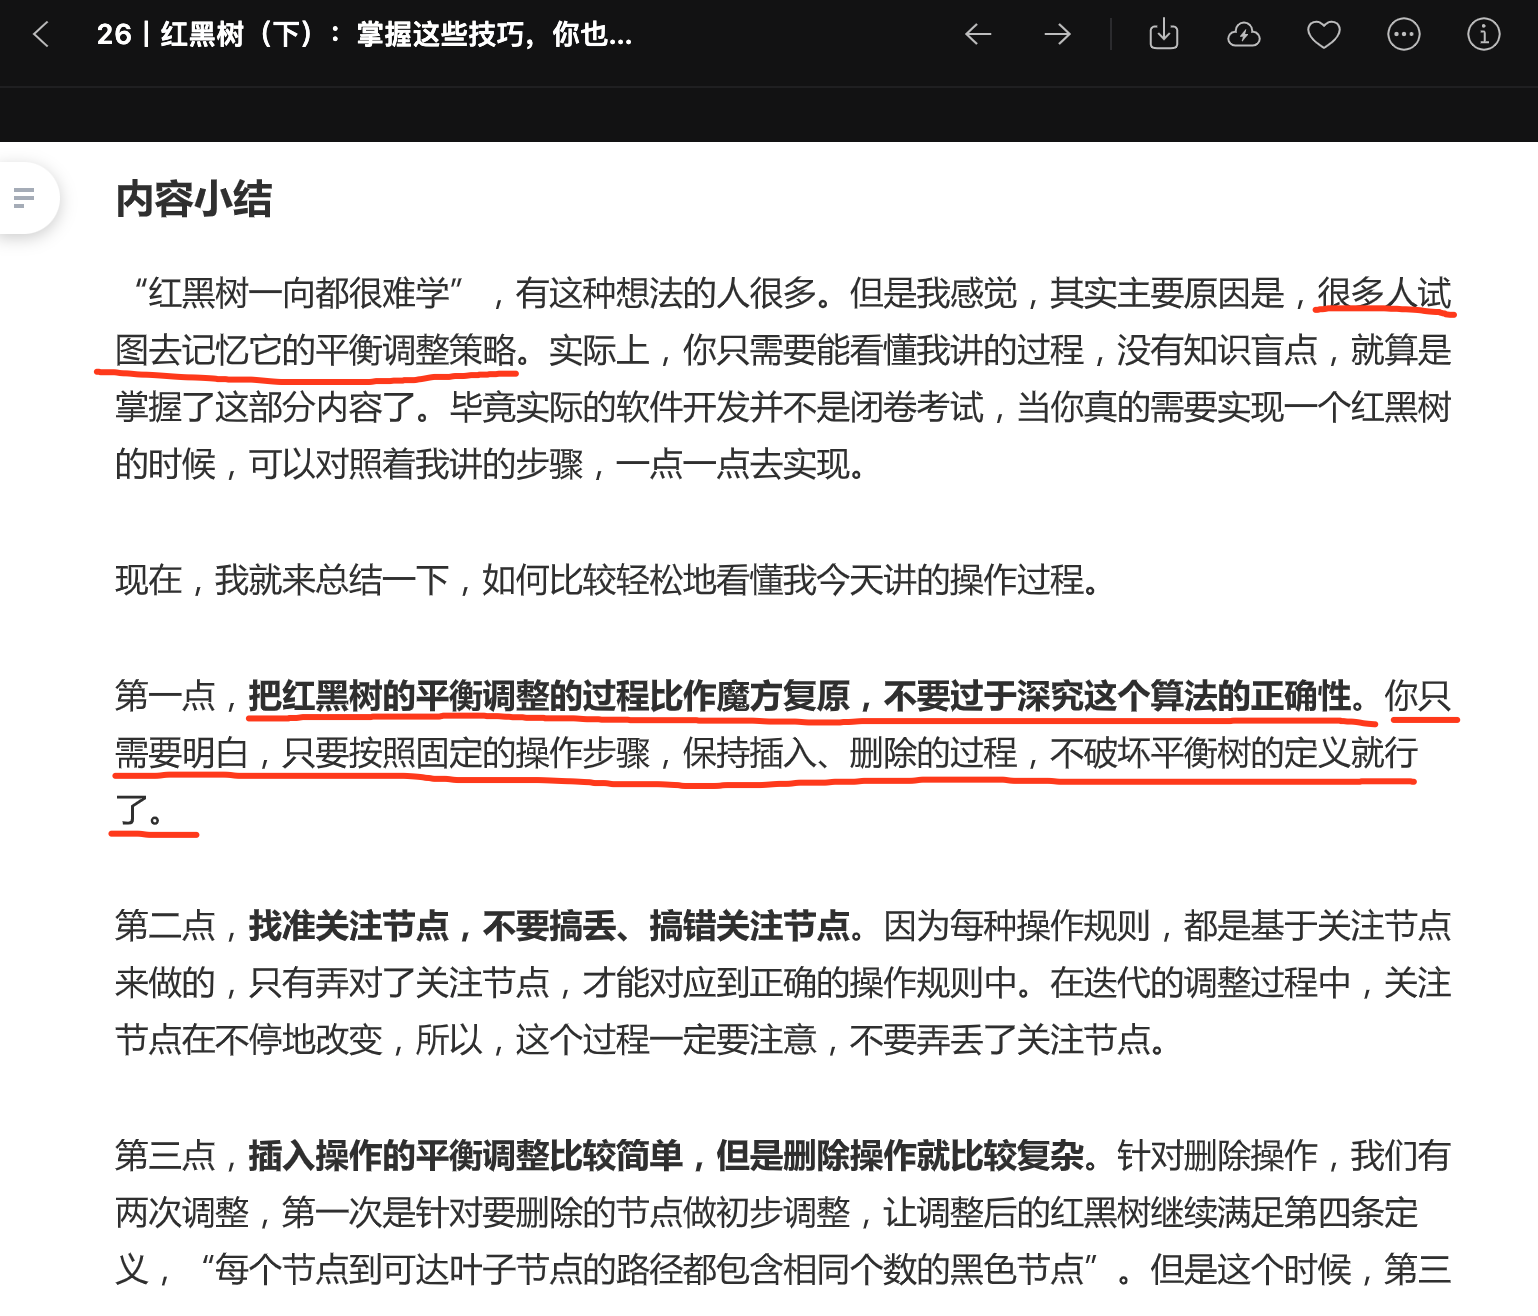 26 | 红黑树（下）：掌握这些技巧，你也...
内容小结
“红黑树一向都很难学”，有这种想法的人很多。但是我感觉，其实主要原因是，很多人试
图去记忆它的平衡调整策略。实际上，你只需要能看懂我讲的过程，没有知识盲点，就算是
掌握了这部分内容了。毕竟实际的软件开发并不是闭卷考试，当你真的需要实现一个红黑树
的时候，可以对照着我讲的步骤，一点一点去实现。
现在，我就来总结一下，如何比较轻松地看懂我今天讲的操作过程。
第一点，把红黑树的平衡调整的过程比作魔方复原，不要过于深究这个算法的正确性。你只
需要明白，只要按照固定的操作步骤，保持插入、删除的过程，不破坏平衡树的定义就行
了。
第二点，找准关注节点，不要搞丢、搞错关注节点。因为每种操作规则，都是基于关注节点
来做的，只有弄对了关注节点，才能对应到正确的操作规则中。在迭代的调整过程中，关注
节点在不停地改变，所以，这个过程一定要注意，不要弄丢了关注节点。
第三点，插入操作的平衡调整比较简单，但是删除操作就比较复杂。针对删除操作，我们有
两次调整，第一次是针对要删除的节点做初步调整，让调整后的红黑树继续满足第四条定
义，“每个节点到可达叶子节点的路径都包含相同个数的黑色节点”。但是这个时候，第三